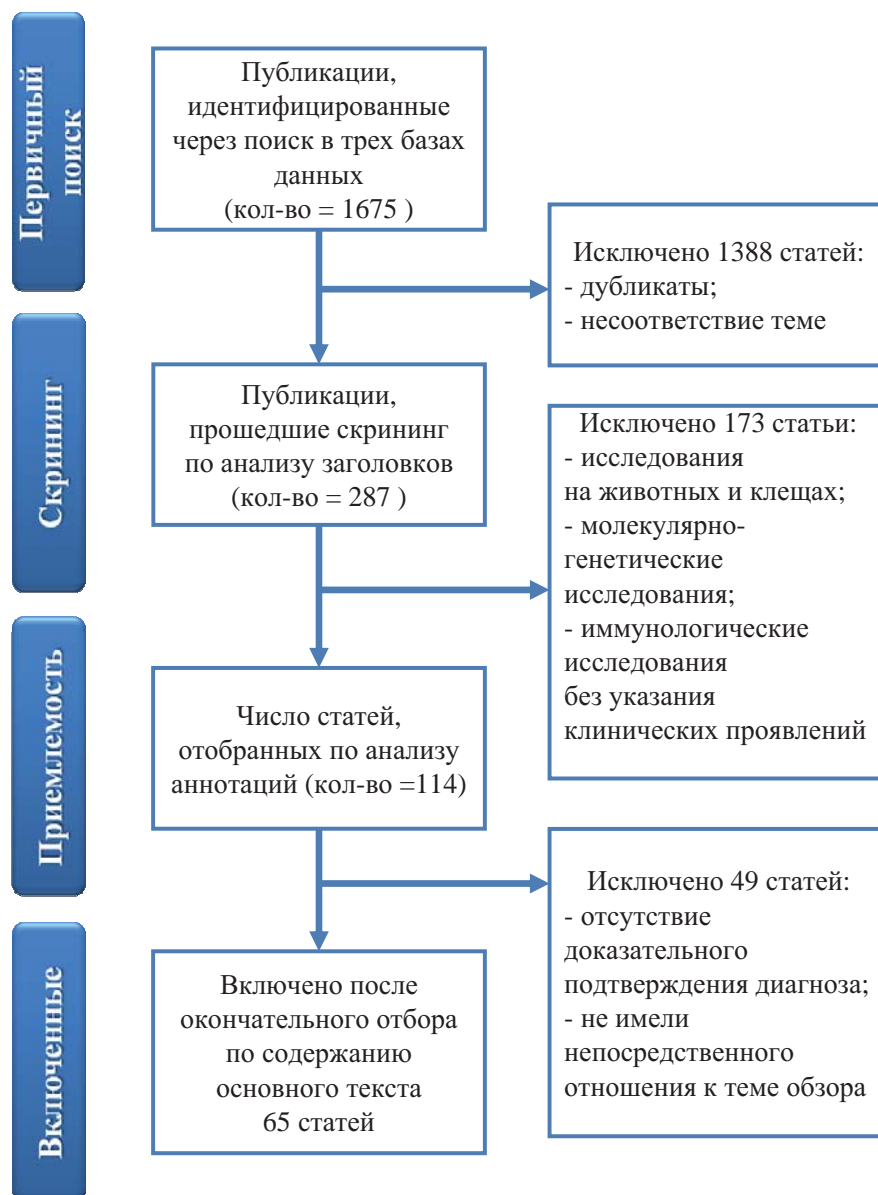 Первичный
поиск
Публикации,
идентифицированные
через поиск в трех базах
данных
(кол-во = 1675 )
Исключено 1388 статей:
- дубликаты;
- несоответствие теме
Скрининг
Публикации,
прошедшие скрининг
по анализу заголовков
(кол-во = 287 )
Исключено 173 статьи:
- исследования
на животных и клещах;
- молекулярно-
генетические
исследования;
- иммунологические
исследования
без указания
клинических проявлений
Приемлемость
Число статей,
отобранных по анализу
аннотаций (кол-во =114)
Исключено 49 статей:
- отсутствие
доказательного
подтверждения диагноза;
- не имели
непосредственного
отношения к теме обзора
Включенные
Включено после
окончательного отбора
по содержанию
основного текста
65 статей